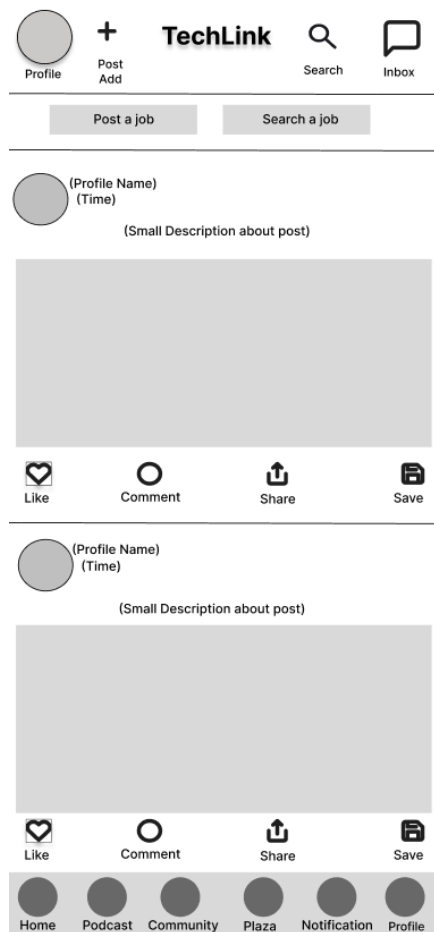 TechLink
Profile
Post
Add
Search
Inbox
Post a job
Search a job
(Profile Name)
(Time)
(Small Description about post)
Like
Comment
Share
Save
(Profile Name)
(Time)
(Small Description about post)
Like
Comment
Share
Save
Home
Podcast
Community
Plaza
Notification
Profile